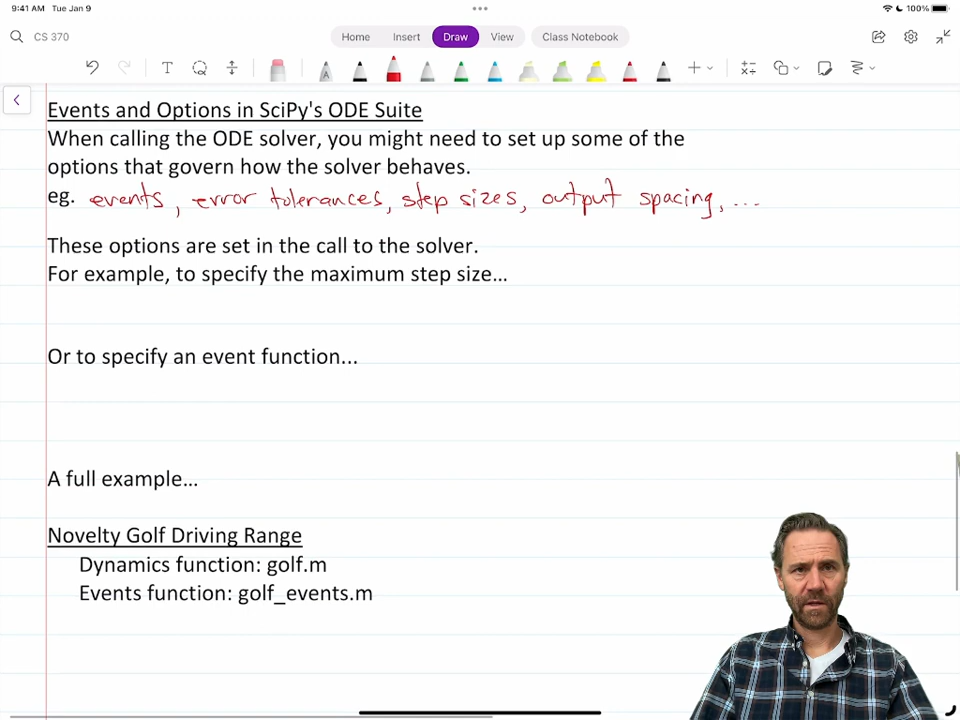 9:41 AM Tue Jan 9
100%
CS 370
Home Insert Draw View Class Notebook
Events and Options in SciPy's ODE Suite
When calling the ODE solver, you might need to set up some of the
options that govern how the solver behaves.
eg. events, error tolerances, step sizes, output spacing, ...
These options are set in the call to the solver.
For example, to specify the maximum step size...
Or to specify an event function...
A full example...
Novelty Golf Driving Range
Dynamics function: golf.m
Events function: golf_events.m